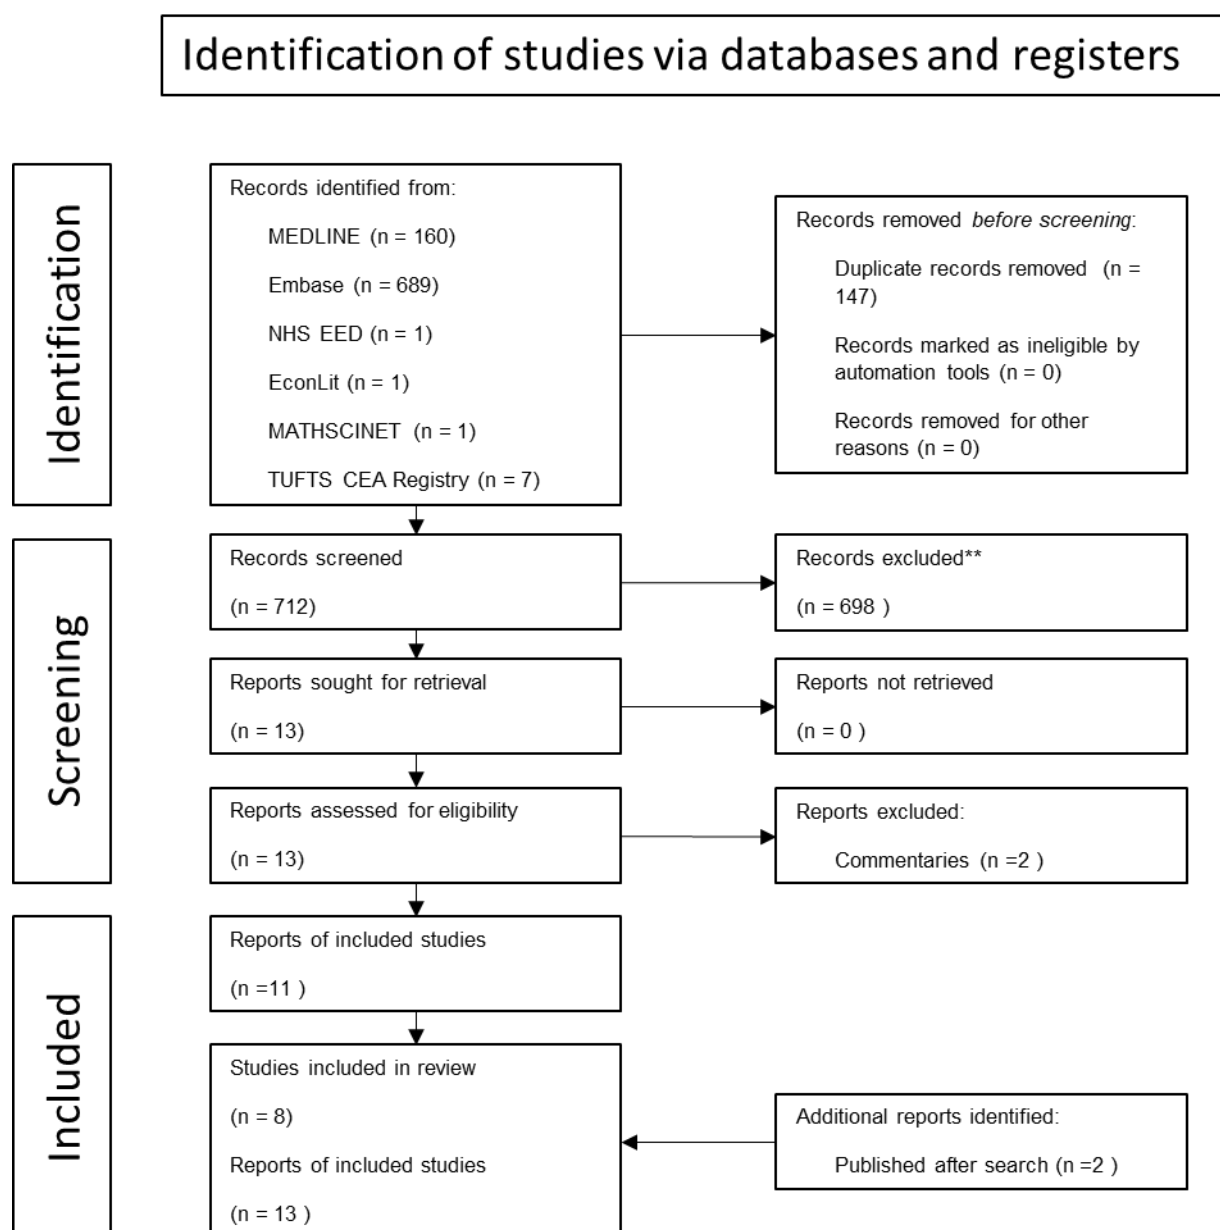 Identification of studies via databases and registers
Identification
Records identified from:
MEDLINE (n = 160)
Embase (n = 689)
NHS EED (n = 1)
EconLit (n = 1)
MATHSCINET (n = 1)
TUFTS CEA Registry (n = 7)
Records removed before screening:
Duplicate records removed (n =
147)
Records marked as ineligible by
automation tools (n = 0)
Records removed for other
reasons (n = 0)
Screening
Records screened
(n = 712)
Records excluded**
(n = 698 )
Reports sought for retrieval
(n = 13)
Reports not retrieved
(n = 0 )
Reports assessed for eligibility
(n = 13)
Reports excluded:
Commentaries (n =2 )
Included
Reports of included studies
(n =11 )
Studies included in review
(n = 8)
Reports of included studies
(n = 13 )
Additional reports identified:
Published after search (n =2 )